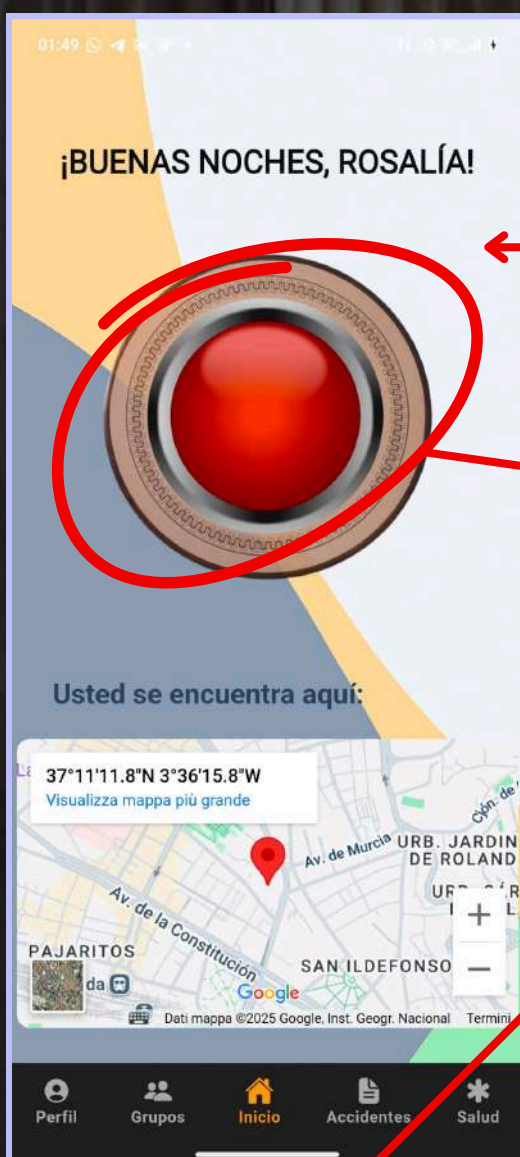 01:49
¡BUENAS NOCHES, ROSALÍA!
Usted se encuentra aquí:
37°11'11.8"N 3°36'15.8"W
Visualizza mappa più grande
Av. de Murcia
URB. JARDIN
DE ROLAND
Av. de la Constitución
PAJARITOS
da
SAN ILDEFONSO
+
−
Google
Dati mappa ©2025 Google, Inst. Geogr. Nacional Termini
Perfil Grupos Inicio Accidentes Salud